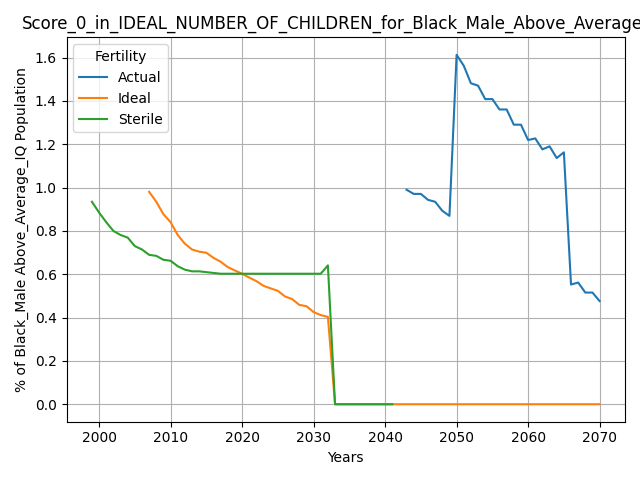 Score_0_in_IDEAL_NUMBER_OF_CHILDREN_for_Black_Male_Above_Average
Fertility
Actual
Ideal
Sterile
% of Black_Male Above_Average_IQ Population
1.6
1.4
1.2
1.0
0.8
0.6
0.4
0.2
0.0
2000 2010 2020 2030 2040 2050 2060 2070
Years